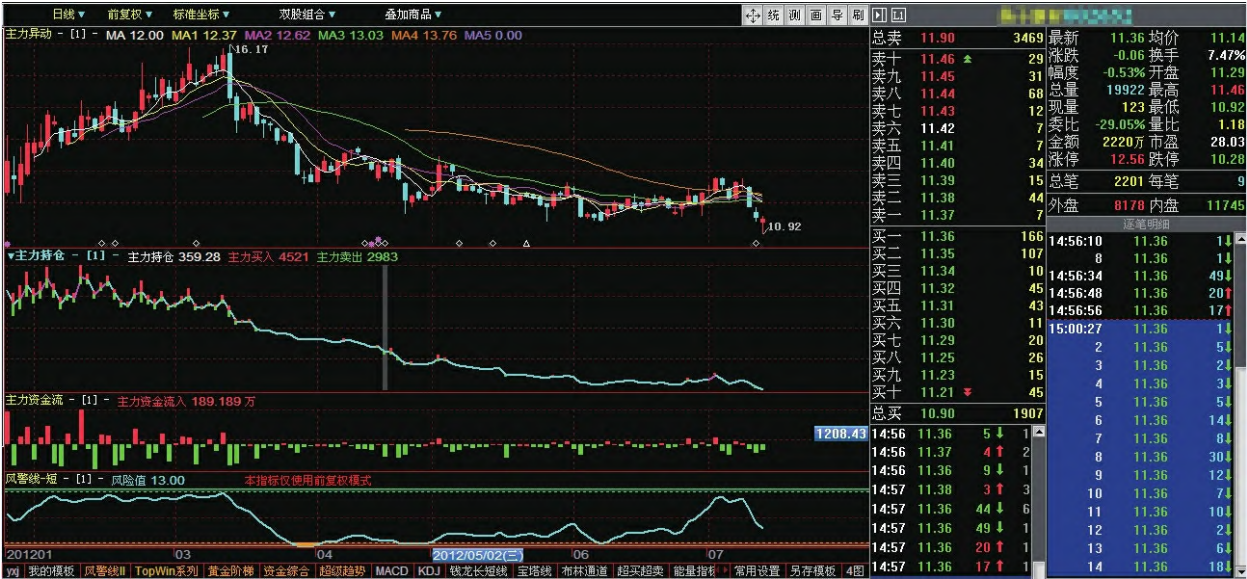 日线▼ 前复权▼ 标准坐标▼ 双股组合▼ 叠加商品▼ 统 测 画 导 刷
主力异动 - [1] - MA 12.00 MA1 12.37 MA2 12.62 MA3 13.03 MA4 13.76 MA5 0.00
16.17
10.92
▼主力持仓 - [1] - 主力持仓 359.28 主力买入 4521 主力卖出 2983
主力资金流 - [1] - 主力资金流入 189.189 万
1208.43
风警线-短 - [1] - 风险值 13.00 本指标仅使用前复权模式
201201 03 04 2012/05/02(三) 06 07
yxj 我的模板 风警线II TopWin系列 黄金阶梯 资金综合 超级趋势 MACD KDJ 钱龙长短线 宝塔线 布林通道 超买超卖 能量指标 常用设置 另存模板 4图
L1
总卖 11.90 3469
卖十 11.46 29
卖九 11.45 31
卖八 11.44 68
卖七 11.43 12
卖六 11.42 7
卖五 11.41 7
卖四 11.40 34
卖三 11.39 15
卖二 11.38 44
卖一 11.37 7
买一 11.36 166
买二 11.35 107
买三 11.34 10
买四 11.32 45
买五 11.31 43
买六 11.30 11
买七 11.29 20
买八 11.25 26
买九 11.23 15
买十 11.21 45
总买 10.90 1907
14:56 11.36 5↓ 1
14:56 11.37 4↑ 2
14:56 11.36 9↓ 1
14:57 11.38 3↑ 3
14:57 11.36 44↓ 6
14:57 11.36 49↓ 1
14:57 11.36 20↑ 1
14:57 11.36 17↑ 1
最新 11.36 均价 11.14
涨跌 -0.06 换手 7.47%
幅度 -0.53% 开盘 11.29
总量 19922 最高 11.46
现量 123 最低 10.92
委比 -29.05% 量比 1.18
金额 2220万 市盈 28.03
涨停 12.56 跌停 10.28
总笔 2201 每笔 9
外盘 8178 内盘 11745
逐笔明细
14:56:10 11.36 1↓
8 11.36 1↓
14:56:34 11.36 49↓
14:56:48 11.36 20↑
14:56:56 11.36 17↑
15:00:27 11.36 1↓
2 11.36 5↓
3 11.36 2↓
4 11.36 3↓
5 11.36 5↓
6 11.36 14↓
7 11.36 8↓
8 11.36 30↓
9 11.36 12↓
10 11.36 7↓
11 11.36 10↓
12 11.36 2↓
13 11.36 6↓
14 11.36 18↓